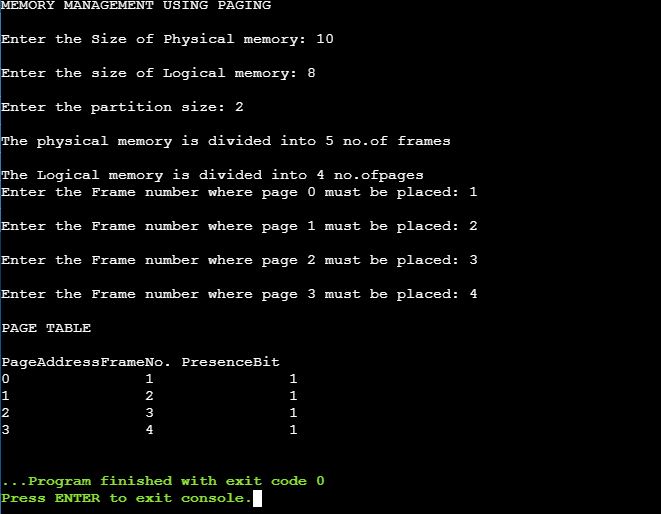 MEMORY MANAGEMENT USING PAGING
Enter the Size of Physical memory: 10
Enter the size of Logical memory: 8
Enter the partition size: 2
The physical memory is divided into 5 no.of frames
The Logical memory is divided into 4 no.ofpages
Enter the Frame number where page 0 must be placed: 1
Enter the Frame number where page 1 must be placed: 2
Enter the Frame number where page 2 must be placed: 3
Enter the Frame number where page 3 must be placed: 4
PAGE TABLE
PageAddressFrameNo. PresenceBit
0 1 1
1 2 1
2 3 1
3 4 1
...Program finished with exit code 0
Press ENTER to exit console.